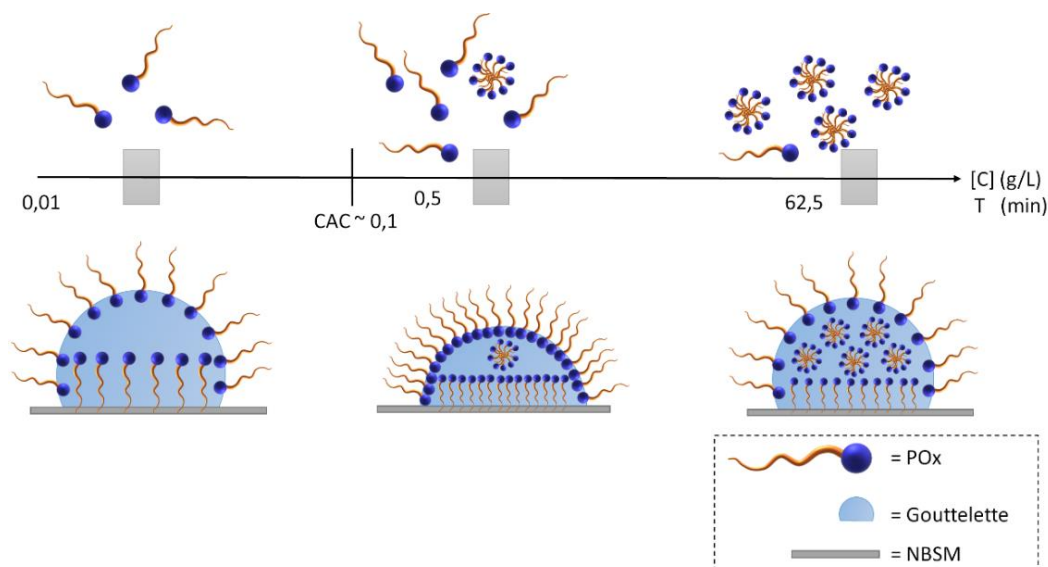 0,01
CAC ~ 0,1
0,5
62,5
[C] (g/L)
T (min)
= POx
= Gouttelette
= NBSM